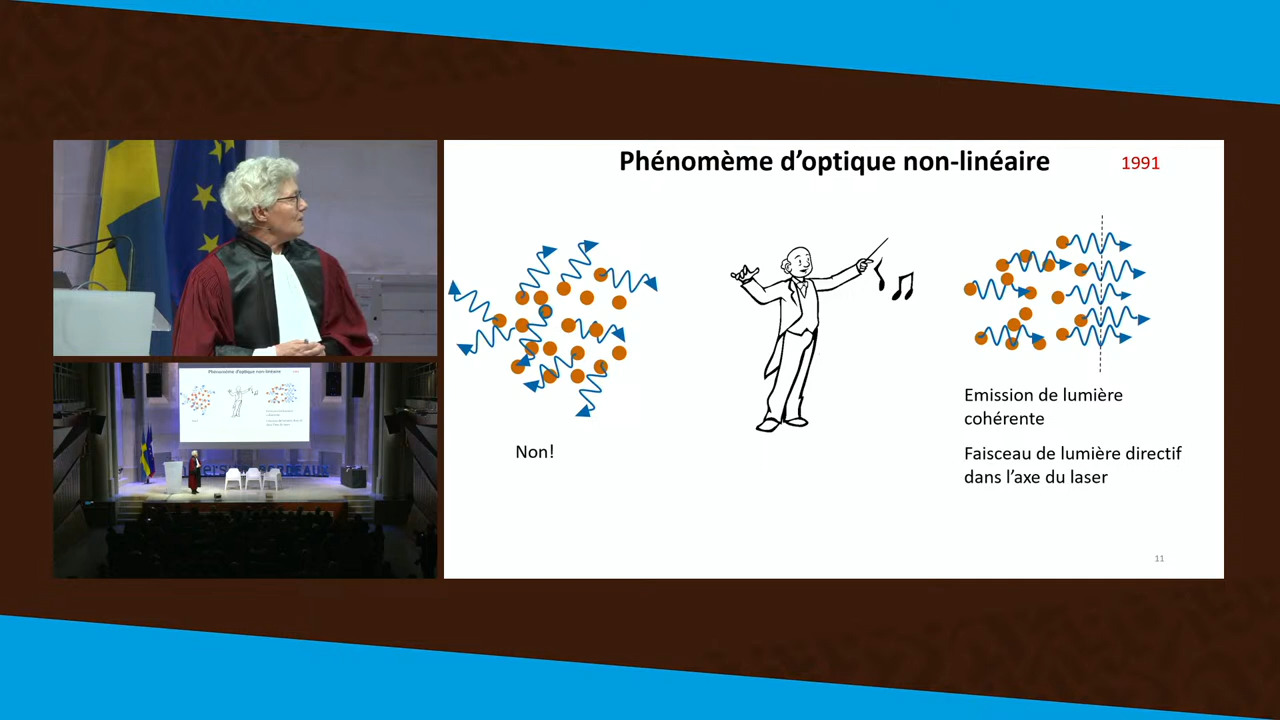 Phénomème d'optique non-linéaire
1991
Non!
Emission de lumière
cohérente
Faisceau de lumière directif
dans l'axe du laser
11
BORDEAUX